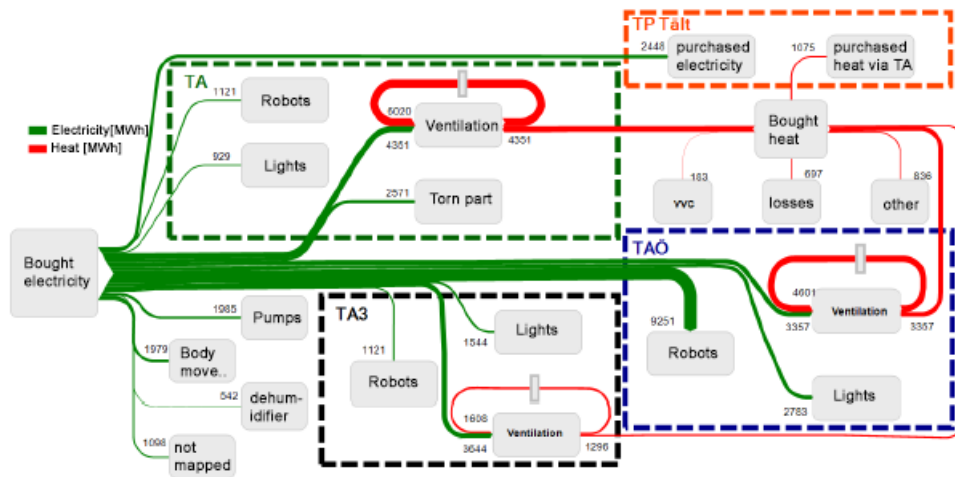 TP Tält
2448
purchased
electricity
1075
purchased
heat via TA
TA
1121
Robots
6020
Ventilation
4351
4351
Electricity[MWh]
Heat [MWh]
Bought
heat
929
Lights
2571
Torn part
183
vvc
697
losses
836
other
Bought
electricity
TAÖ
4601
Ventilation
3357
3357
9251
Robots
2783
Lights
1985
Pumps
1979
Body
move..
542
dehum-
idifier
1098
not
mapped
TA3
1544
Lights
1121
Robots
1608
Ventilation
3644
1296